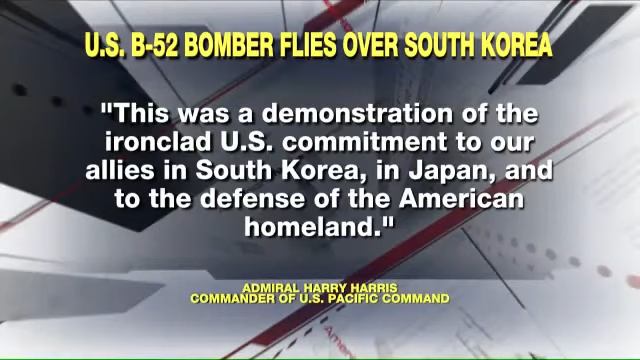 U.S. B-52 BOMBER FLIES OVER SOUTH KOREA
"This was a demonstration of the
ironclad U.S. commitment to our
allies in South Korea, in Japan, and
to the defense of the American
homeland."
ADMIRAL HARRY HARRIS
COMMANDER OF U.S. PACIFIC COMMAND